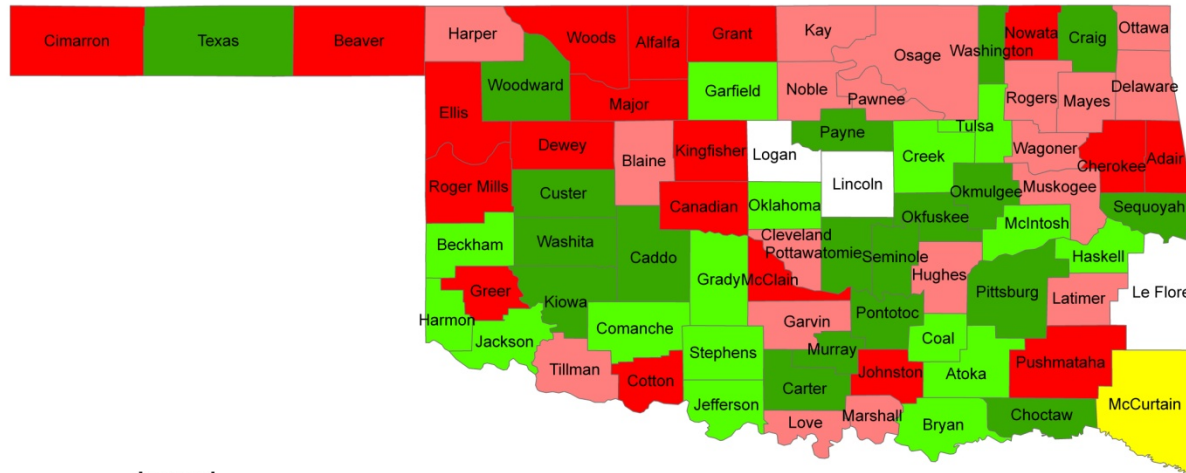 Cimarron
Texas
Beaver
Harper
Woods
Alfalfa
Grant
Kay
Osage
Washington
Nowata
Craig
Ottawa
Woodward
Ellis
Major
Garfield
Noble
Pawnee
Rogers
Mayes
Delaware
Dewey
Blaine
Kingfisher
Logan
Payne
Creek
Tulsa
Wagoner
Cherokee
Adair
Roger Mills
Custer
Canadian
Oklahoma
Lincoln
Okfuskee
Okmulgee
Muskogee
Sequoyah
Beckham
Washita
Caddo
Grady
Cleveland
McClain
Pottawatomie
Seminole
Hughes
McIntosh
Haskell
Le Flore
Greer
Kiowa
Harmon
Jackson
Comanche
Garvin
Pontotoc
Pittsburg
Latimer
Tillman
Cotton
Stephens
Murray
Coal
Atoka
Pushmataha
McCurtain
Jefferson
Carter
Johnston
Love
Marshall
Bryan
Choctaw